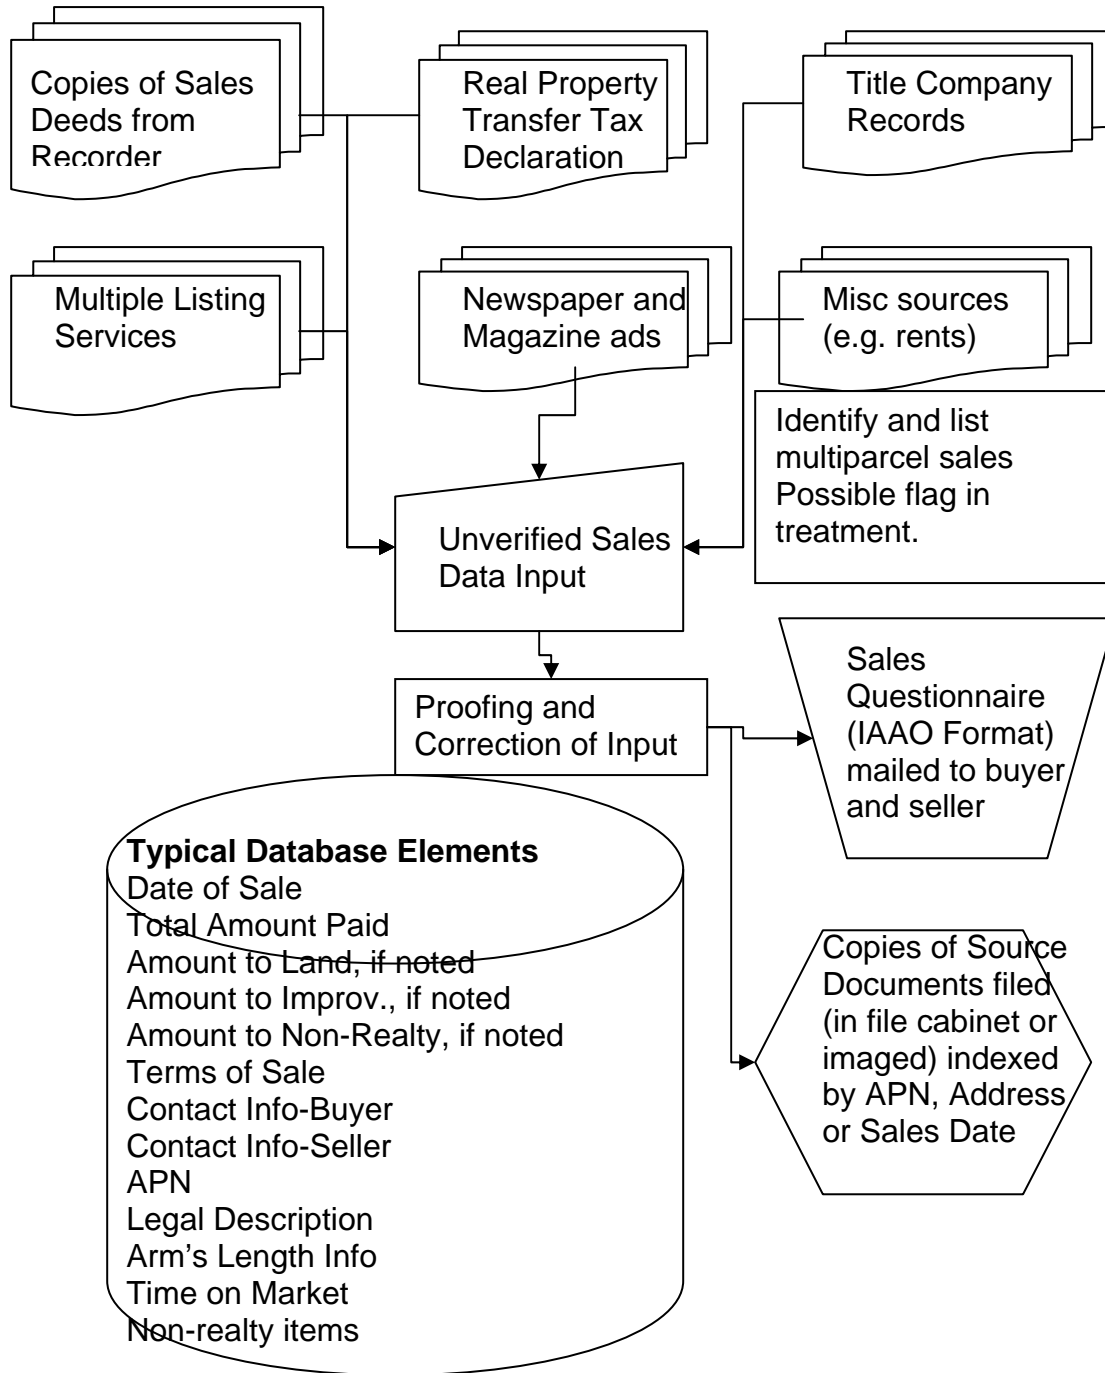 Copies of Sales
Deeds from
Recorder
Real Property
Transfer Tax
Declaration
Title Company
Records
Multiple Listing
Services
Newspaper and
Magazine ads
Misc sources
(e.g. rents)
Identify and list
multiparcel sales
Possible flag in
treatment.
Unverified Sales
Data Input
Proofing and
Correction of Input
Sales
Questionnaire
(IAAO Format)
mailed to buyer
and seller
Typical Database Elements
Date of Sale
Total Amount Paid
Amount to Land, if noted
Amount to Improv., if noted
Amount to Non-Realty, if noted
Terms of Sale
Contact Info-Buyer
Contact Info-Seller
APN
Legal Description
Arm’s Length Info
Time on Market
Non-realty items
Copies of Source
Documents filed
(in file cabinet or
imaged) indexed
by APN, Address
or Sales Date